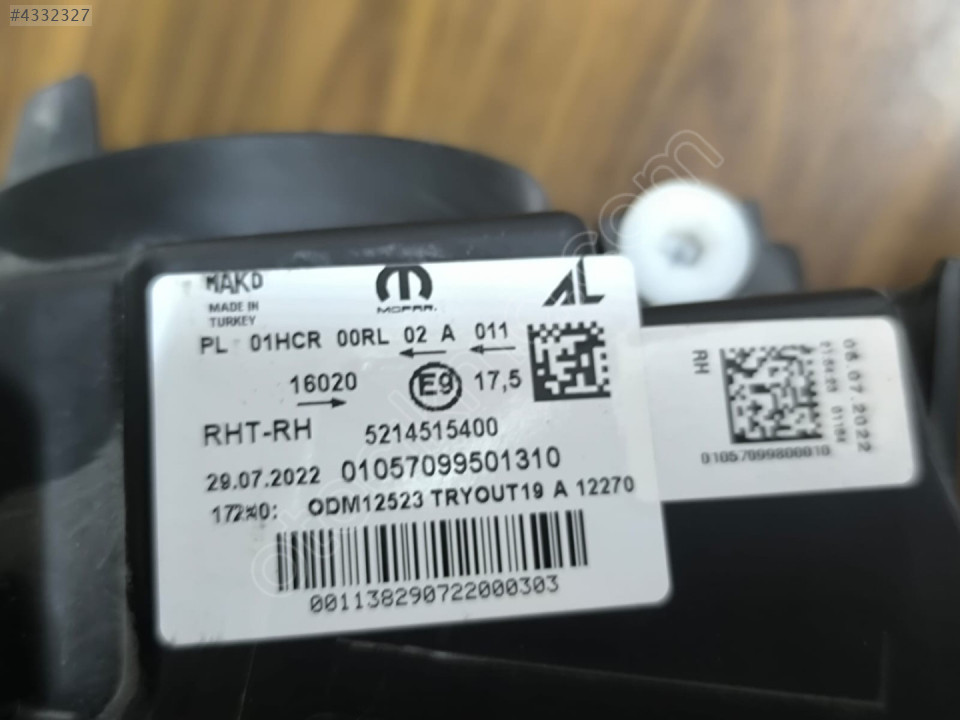 #4332327
MAKO
MADE IN
TURKEY
MOPAR.
AL
PL 01HCR 00RL 02 A 011
16020 E9 17,5
RHT-RH 5214515400
29.07.2022 01057099501310
ODM12523 TRYOUT19 A 12270
001138290722000303
RH
08.07.2022
01057099800010